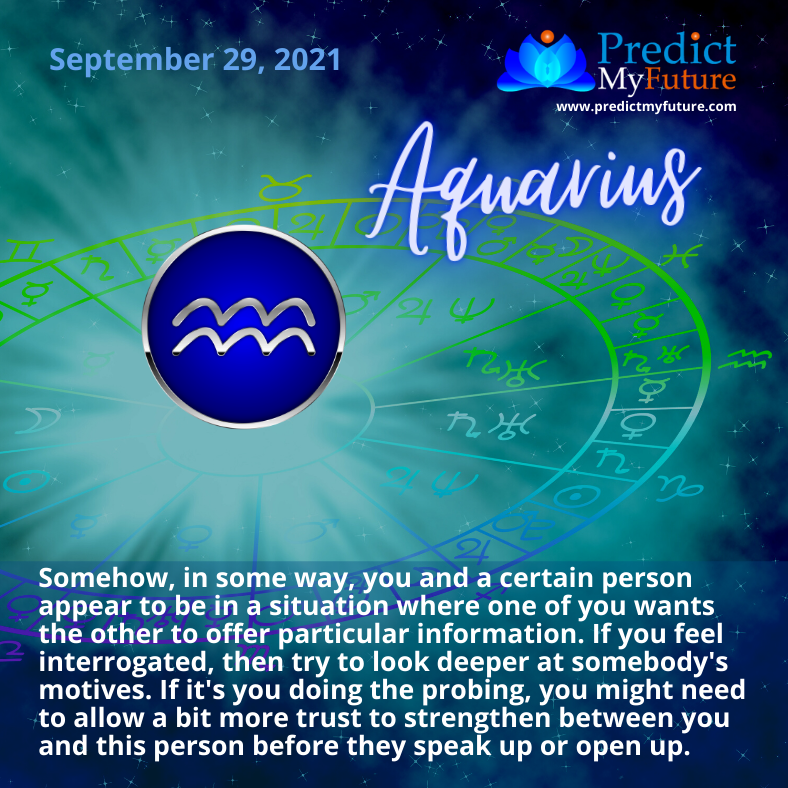 September 29, 2021
Predict
MyFuture
www.predictmyfuture.com
Aquarius
Somehow, in some way, you and a certain person
appear to be in a situation where one of you wants
the other to offer particular information. If you feel
interrogated, then try to look deeper at somebody's
motives. If it's you doing the probing, you might need
to allow a bit more trust to strengthen between you
and this person before they speak up or open up.